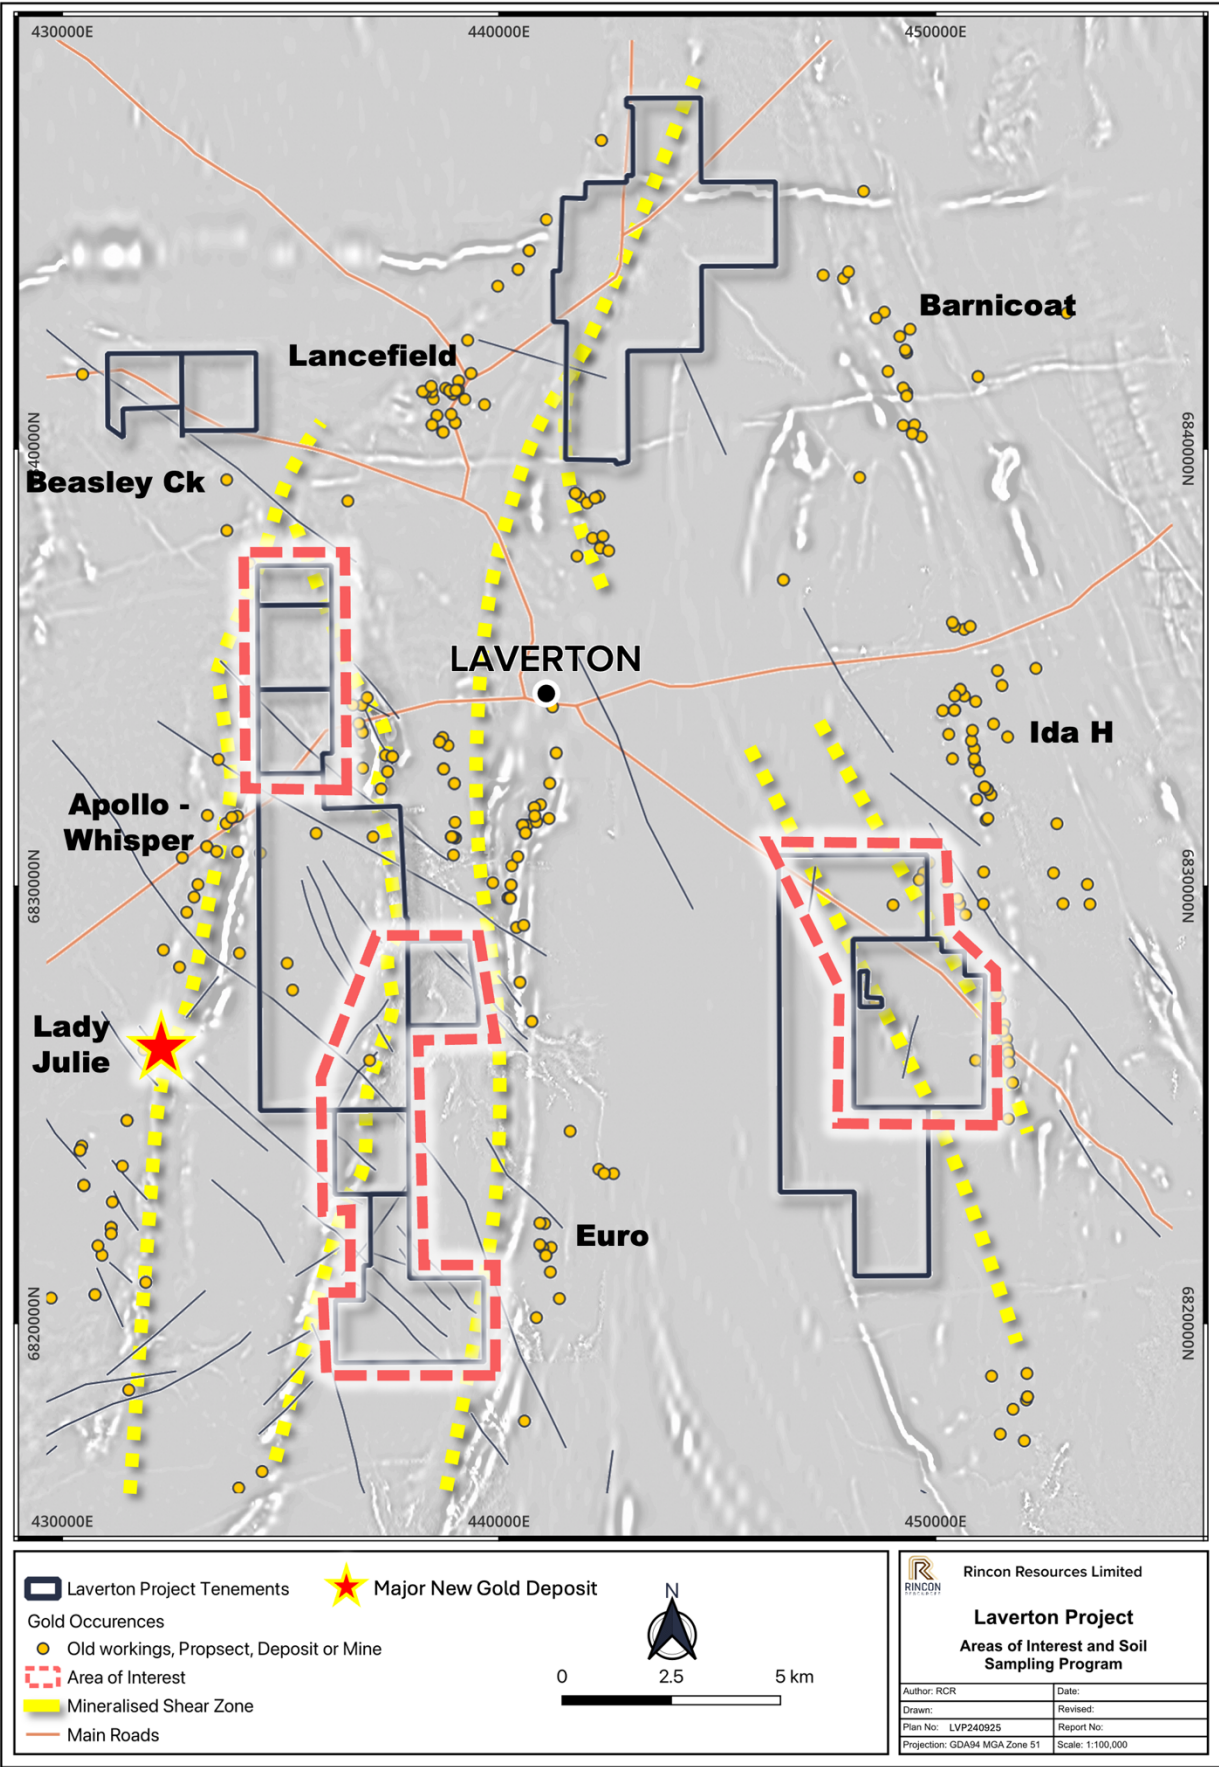 430000E
440000E
450000E
Barnicoat
Lancefield
40000N
6840000N
Beasley Ck
LAVERTON
Ida H
Apollo -
Whisper
6830000N
6830000N
Lady
Julie
Euro
6820000N
6820000N
430000E
440000E
450000E
Laverton Project Tenements
Major New Gold Deposit
Gold Occurences
Old workings, Propsect, Deposit or Mine
Area of Interest
Mineralised Shear Zone
Main Roads
N
0 2.5 5 km
RINCON
RESOURCES
Rincon Resources Limited
Laverton Project
Areas of Interest and Soil
Sampling Program
Author: RCR
Date:
Drawn:
Revised:
Plan No: LVP240925
Report No:
Projection: GDA94 MGA Zone 51
Scale: 1:100,000